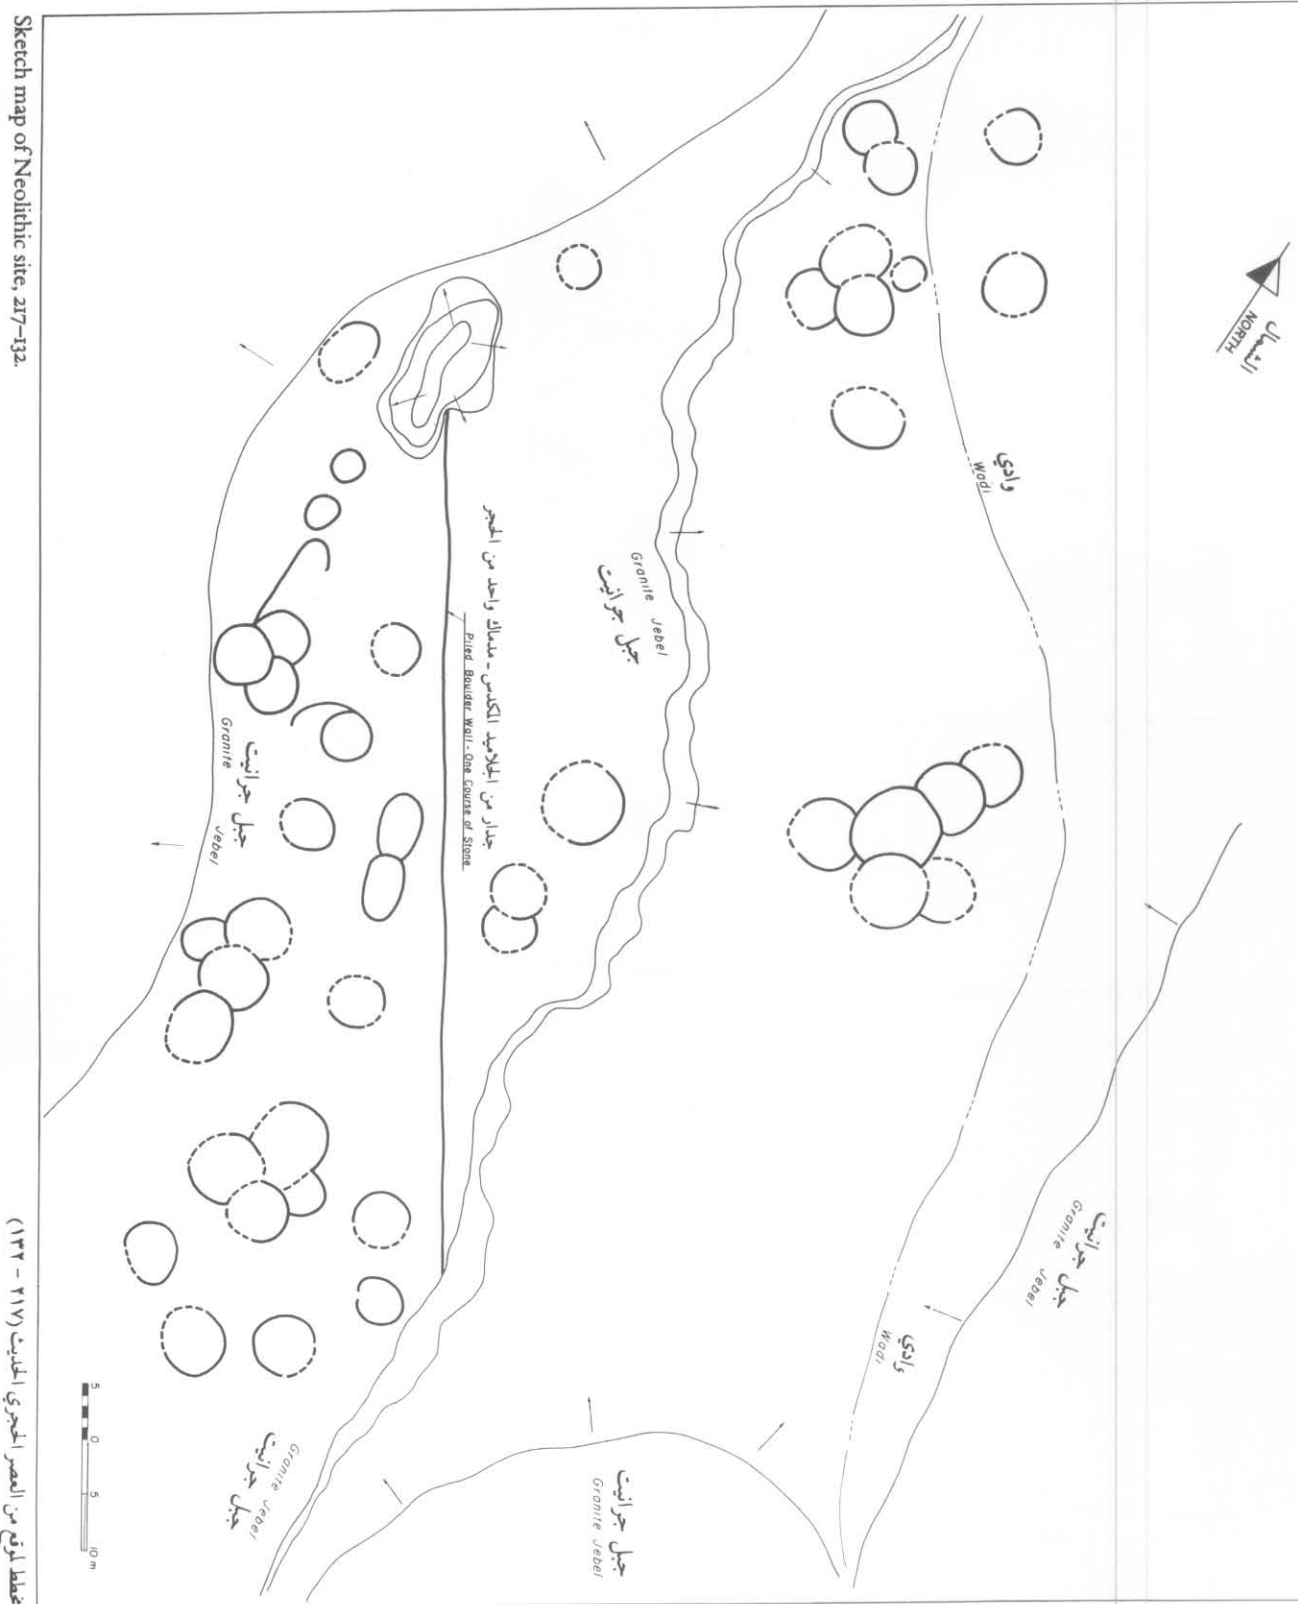 الشمال
NORTH
وادي
Wadi
Granite Jebel
جبل جرانيت
جدار من الجلاميد المكدس - مدماك واحد من الحجر
Piled Boulder Wall - One Course of Stone
جبل جرانيت
Granite Jebel
جبل جرانيت
Granite Jebel
وادي
Wadi
Granite Jebel
جبل جرانيت
جبل جرانيت
Granite Jebel
5 0 5 10 m
Sketch map of Neolithic site, 217–132.
لموقع من العصر الحجري الحديث (٢١٧ - ١٣٢)